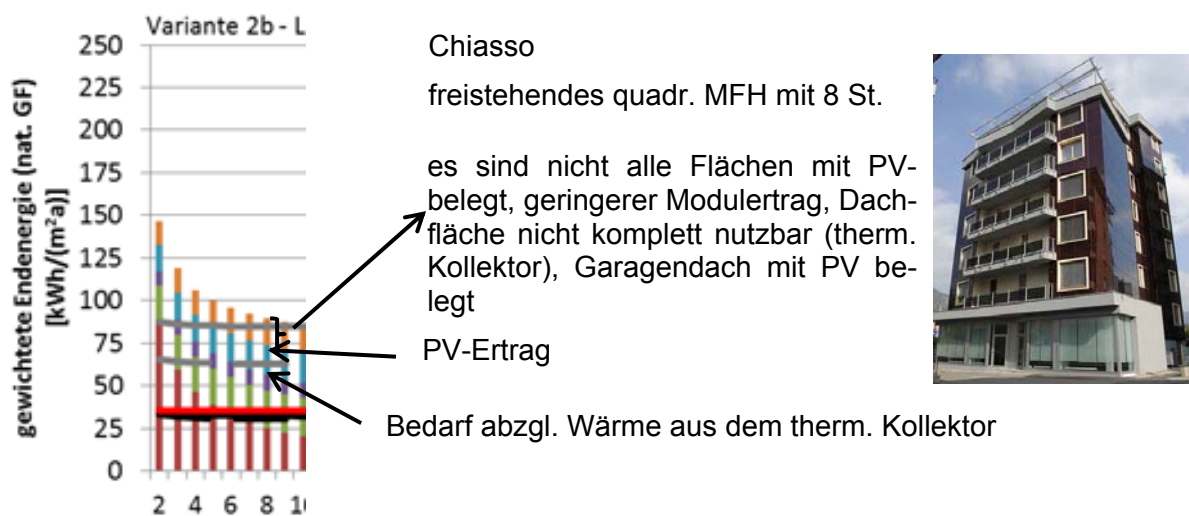 Variante 2b - L
250
225
200
175
150
125
100
75
50
25
0
gewichtete Endenergie (nat. GF)
[kWh/(m²a)]
2 4 6 8 1
Chiasso
freistehendes quadr. MFH mit 8 St.
es sind nicht alle Flächen mit PV-
belegt, geringerer Modulertrag, Dach-
fläche nicht komplett nutzbar (therm.
Kollektor), Garagendach mit PV be-
legt
PV-Ertrag
Bedarf abzgl. Wärme aus dem therm. Kollektor